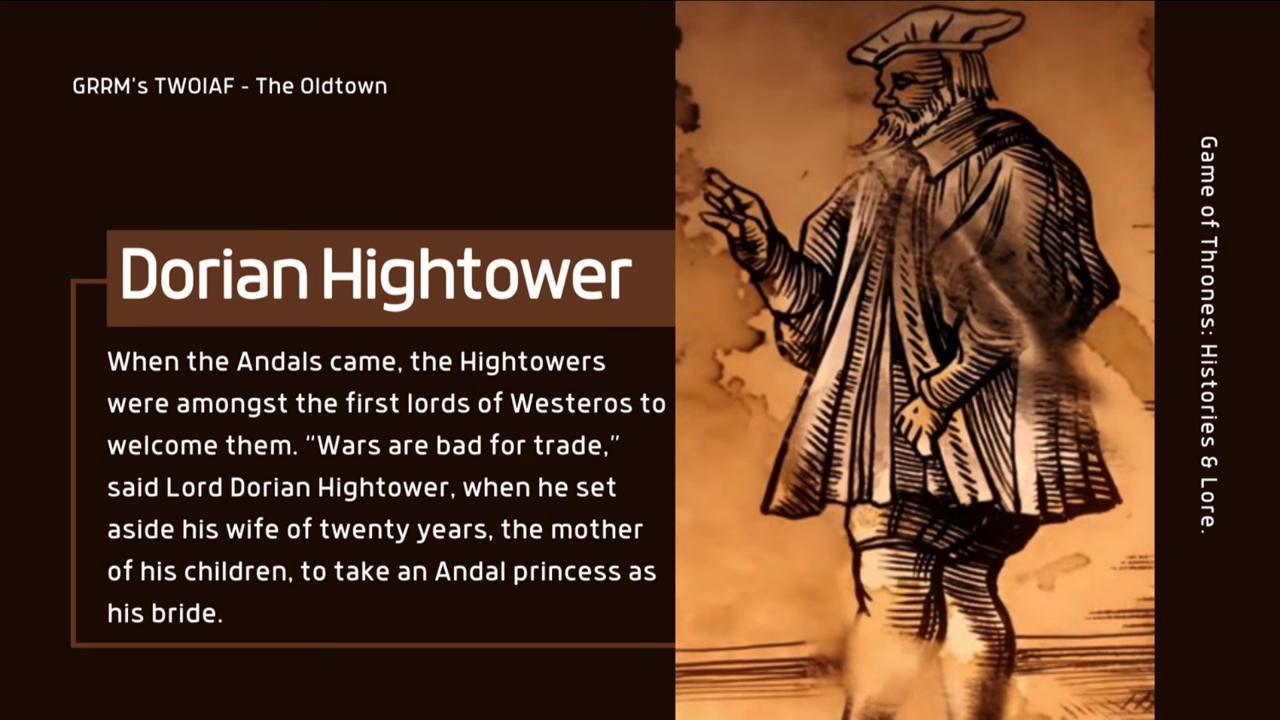 GRRM's TWOIAF - The Oldtown
Dorian Hightower
When the Andals came, the Hightowers
were amongst the first lords of Westeros to
welcome them. “Wars are bad for trade,”
said Lord Dorian Hightower, when he set
aside his wife of twenty years, the mother
of his children, to take an Andal princess as
his bride.
Game of Thrones: Histories & Lore.